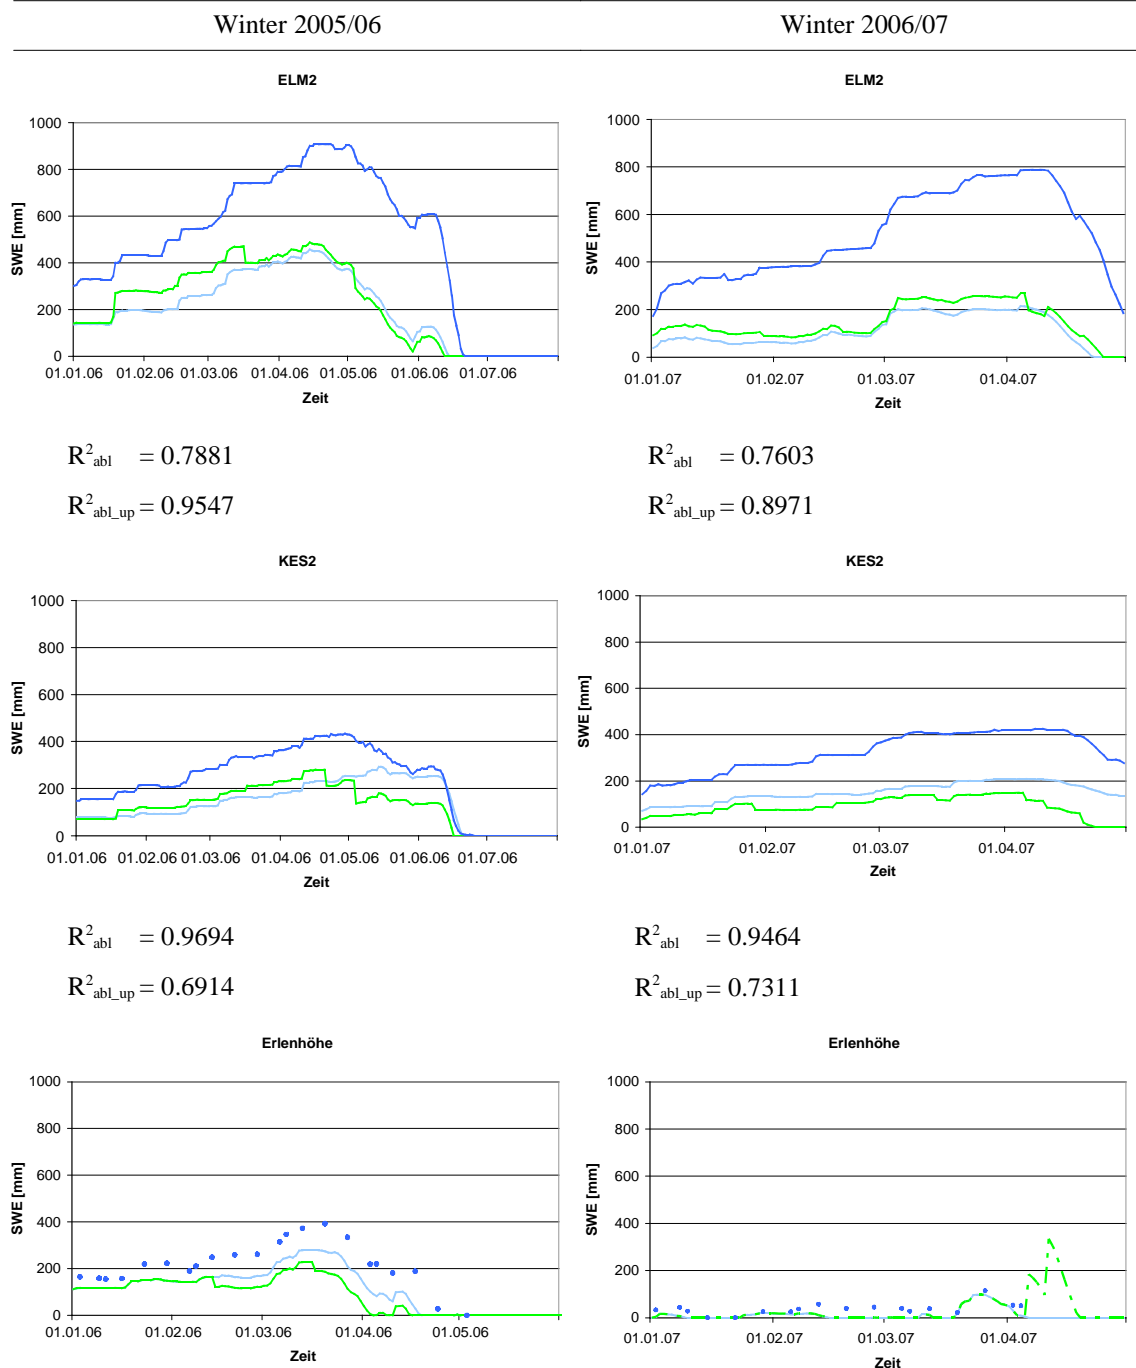 Winter 2005/06 Winter 2006/07
ELM2 ELM2
SWE [mm]
1000
800
600
400
200
0
01.01.06 01.02.06 01.03.06 01.04.06 01.05.06 01.06.06 01.07.06
Zeit
SWE [mm]
1000
800
600
400
200
0
01.01.07 01.02.07 01.03.07 01.04.07
Zeit
R²abl = 0.7881 R²abl = 0.7603
R²abl_up = 0.9547 R²abl_up = 0.8971
KES2 KES2
SWE [mm]
1000
800
600
400
200
0
01.01.06 01.02.06 01.03.06 01.04.06 01.05.06 01.06.06 01.07.06
Zeit
SWE [mm]
1000
800
600
400
200
0
01.01.07 01.02.07 01.03.07 01.04.07
Zeit
R²abl = 0.9694 R²abl = 0.9464
R²abl_up = 0.6914 R²abl_up = 0.7311
Erlenhöhe Erlenhöhe
SWE [mm]
1000
800
600
400
200
0
01.01.06 01.02.06 01.03.06 01.04.06 01.05.06
Zeit
SWE [mm]
1000
800
600
400
200
0
01.01.07 01.02.07 01.03.07 01.04.07
Zeit